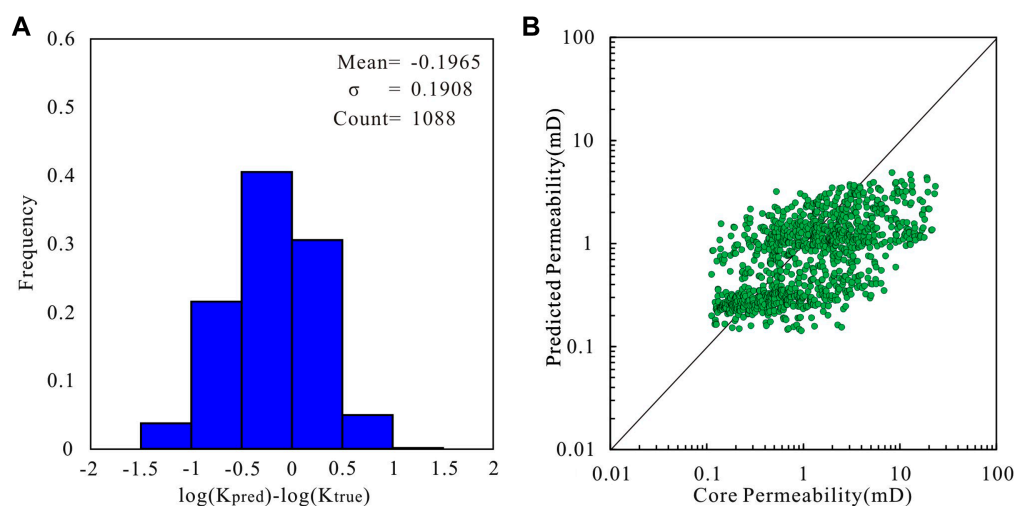 A
0.6
0.5
0.4
0.3
0.2
0.1
0
Frequency
Mean= -0.1965
σ = 0.1908
Count= 1088
-2 -1.5 -1 -0.5 0 0.5 1 1.5 2
log(Kpred)-log(Ktrue)
B
100
10
1
0.1
0.01
Predicted Permeability(mD)
0.01 0.1 1 10 100
Core Permeability(mD)